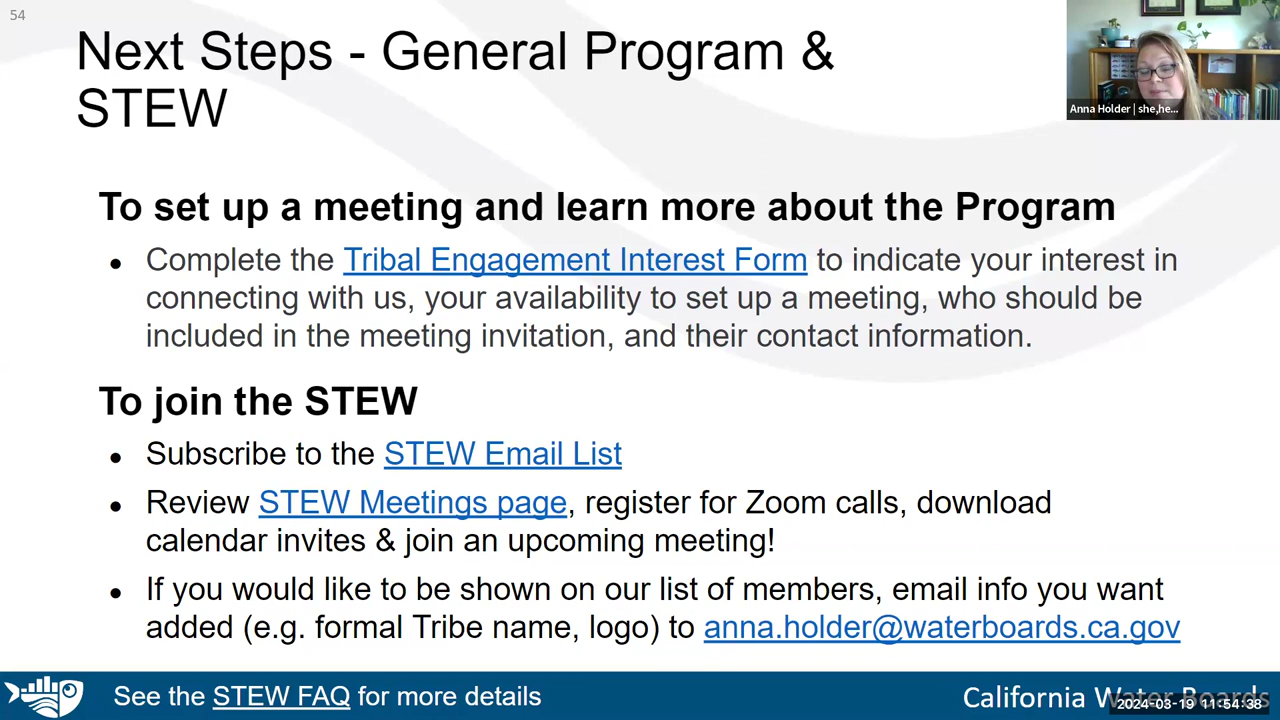 54
Next Steps - General Program &
STEW
Anna Holder | she,he...
To set up a meeting and learn more about the Program
• Complete the Tribal Engagement Interest Form to indicate your interest in
connecting with us, your availability to set up a meeting, who should be
included in the meeting invitation, and their contact information.
To join the STEW
• Subscribe to the STEW Email List
• Review STEW Meetings page, register for Zoom calls, download
calendar invites & join an upcoming meeting!
• If you would like to be shown on our list of members, email info you want
added (e.g. formal Tribe name, logo) to anna.holder@waterboards.ca.gov
See the STEW FAQ for more details
California Water Boards
2024-03-19 11:54:38